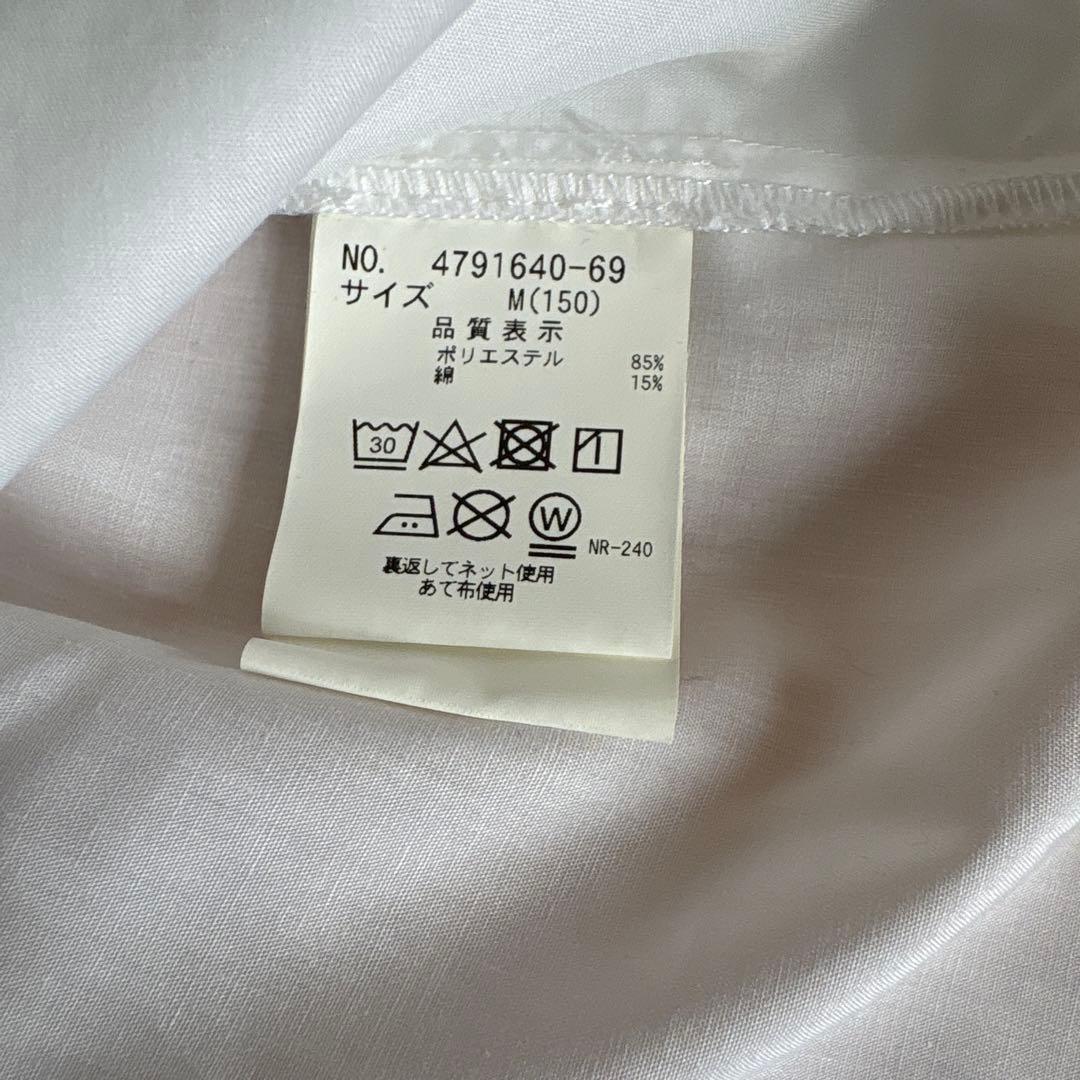 NO. 4791640-69
サイズ M(150)
品質表示
ポリエステル 85%
綿 15%
30
W NR-240
裏返してネット使用
あて布使用